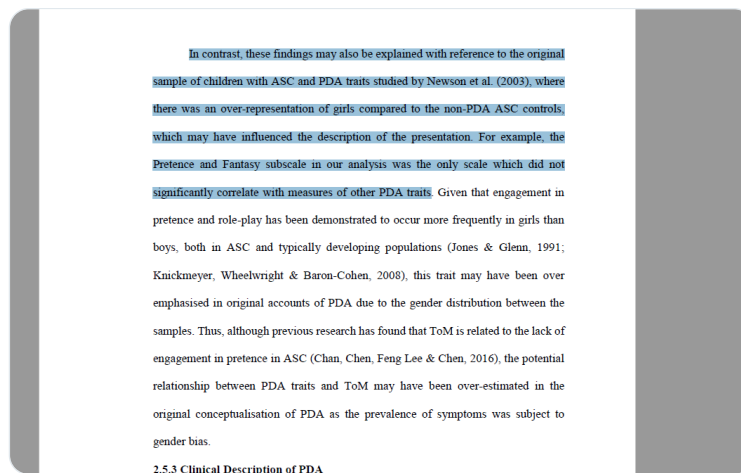 In contrast, these findings may also be explained with reference to the original
sample of children with ASC and PDA traits studied by Newson et al. (2003), where
there was an over-representation of girls compared to the non-PDA ASC controls,
which may have influenced the description of the presentation. For example, the
Pretence and Fantasy subscale in our analysis was the only scale which did not
significantly correlate with measures of other PDA traits. Given that engagement in
pretence and role-play has been demonstrated to occur more frequently in girls than
boys, both in ASC and typically developing populations (Jones & Glenn, 1991;
Knickmeyer, Wheelwright & Baron-Cohen, 2008), this trait may have been over
emphasised in original accounts of PDA due to the gender distribution between the
samples. Thus, although previous research has found that ToM is related to the lack of
engagement in pretence in ASC (Chan, Chen, Feng Lee & Chen, 2016), the potential
relationship between PDA traits and ToM may have been over-estimated in the
original conceptualisation of PDA as the prevalence of symptoms was subject to
gender bias.
2.5.3 Clinical Description of PDA